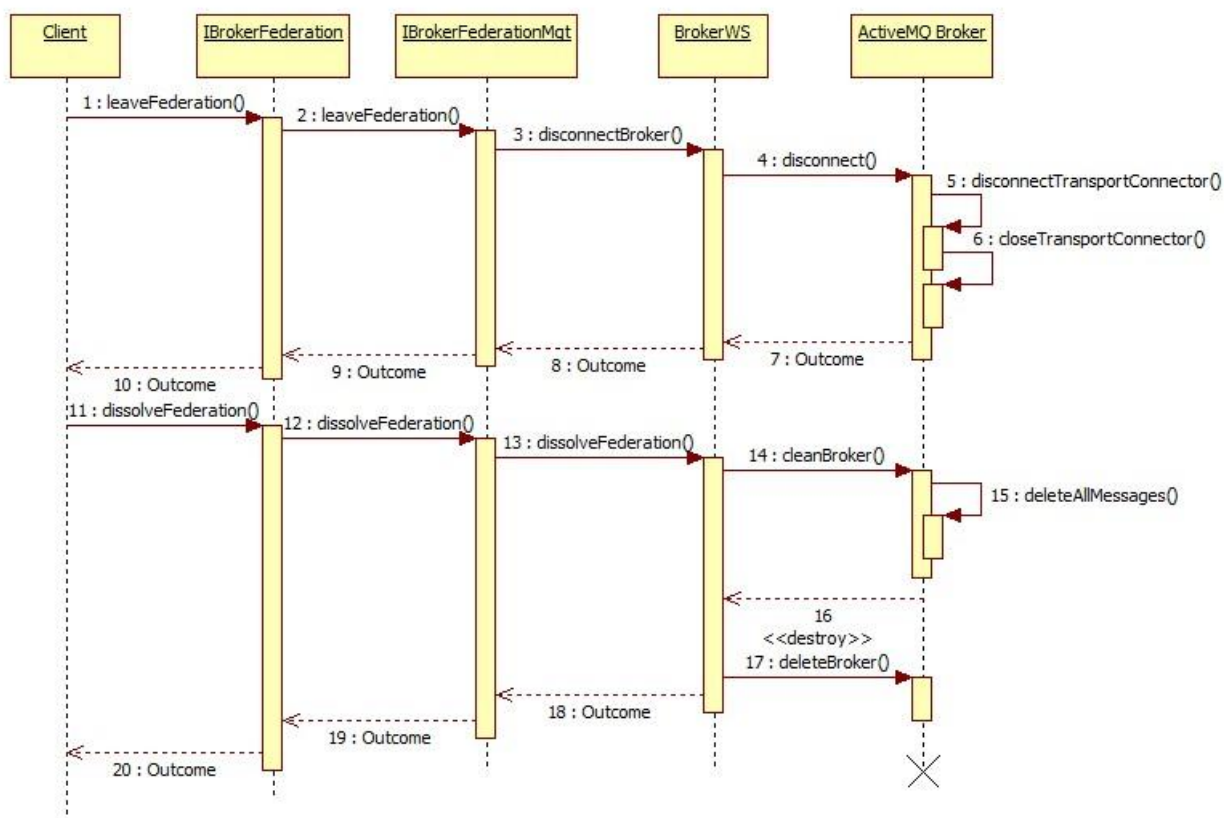 Client
IBrokerFederation
IBrokerFederationMgt
BrokerWS
ActiveMQ Broker
1 : leaveFederation()
2 : leaveFederation()
3 : disconnectBroker()
4 : disconnect()
5 : disconnectTransportConnector()
6 : closeTransportConnector()
7 : Outcome
8 : Outcome
9 : Outcome
10 : Outcome
11 : dissolveFederation()
12 : dissolveFederation()
13 : dissolveFederation()
14 : cleanBroker()
15 : deleteAllMessages()
16
<<destroy>>
17 : deleteBroker()
18 : Outcome
19 : Outcome
20 : Outcome